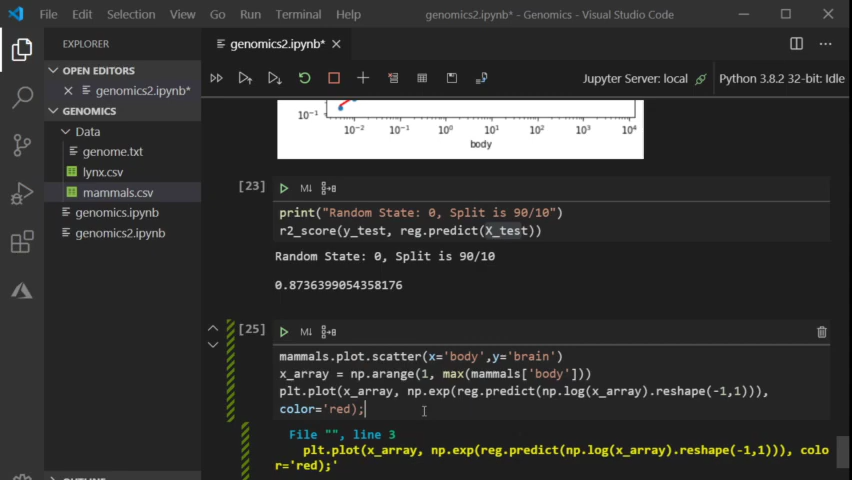 File Edit Selection View Go Run Terminal Help genomics2.ipynb* - Genomics - Visual Studio Code
EXPLORER
genomics2.ipynb*
OPEN EDITORS
genomics2.ipynb*
GENOMICS
Data
genome.txt
lynx.csv
mammals.csv
genomics.ipynb
genomics2.ipynb
Jupyter Server: local Python 3.8.2 32-bit: Idle
10⁻¹
10⁻² 10⁻¹ 10⁰ 10¹ 10² 10³ 10⁴
body
[23] M↓
print("Random State: 0, Split is 90/10")
r2_score(y_test, reg.predict(X_test))
Random State: 0, Split is 90/10
0.8736399054358176
[25] M↓
mammals.plot.scatter(x='body',y='brain')
x_array = np.arange(1, max(mammals['body']))
plt.plot(x_array, np.exp(reg.predict(np.log(x_array).reshape(-1,1))),
color='red);
File "", line 3
plt.plot(x_array, np.exp(reg.predict(np.log(x_array).reshape(-1,1))), colo
r='red);'